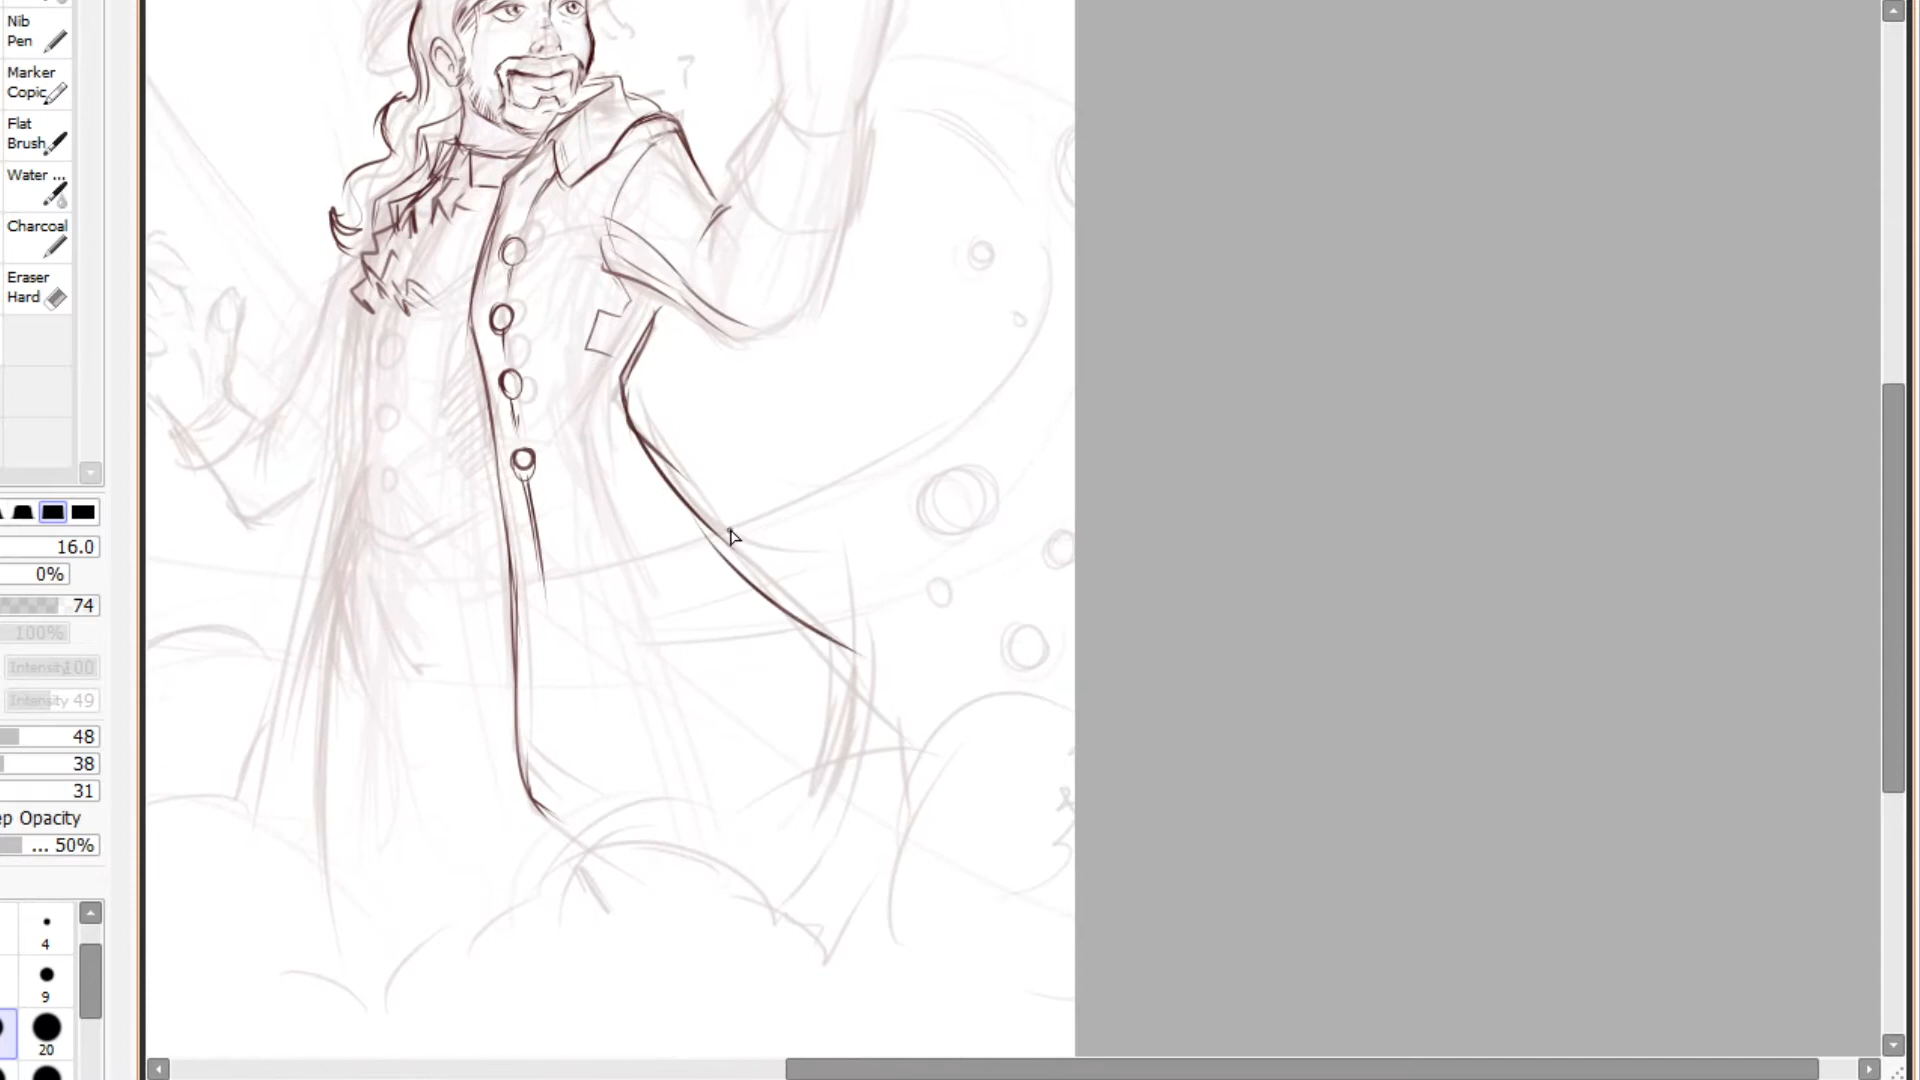 Nib
Pen
Marker
Copic
Flat
Brush
Water ...
Charcoal
Eraser
Hard
16.0
0%
74
100%
Intensity 100
Intensity 49
48
38
31
ep Opacity
... 50%
4
9
20
?